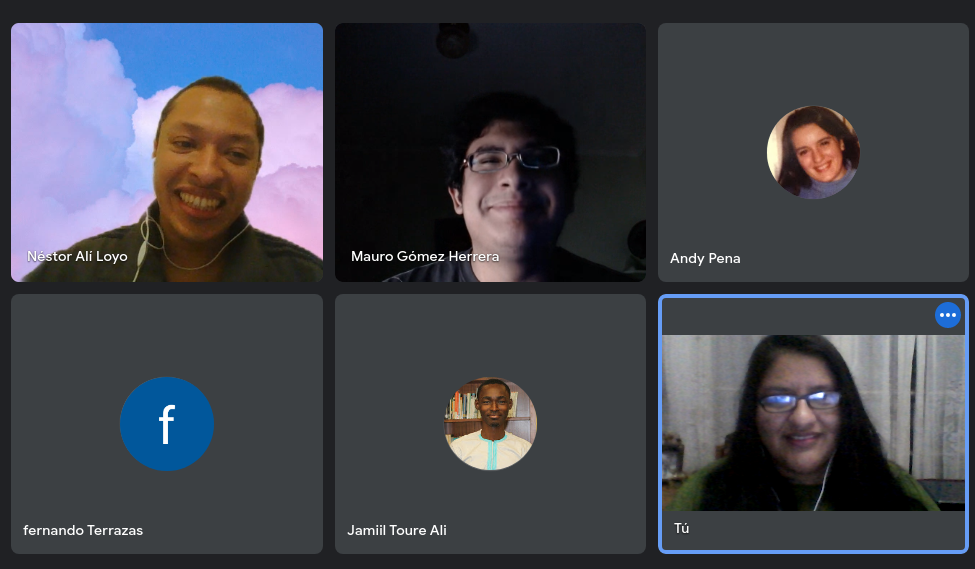 Néstor Alí Loyo
Mauro Gómez Herrera
Andy Pena
f
fernando Terrazas
Jamiil Toure Ali
Tú